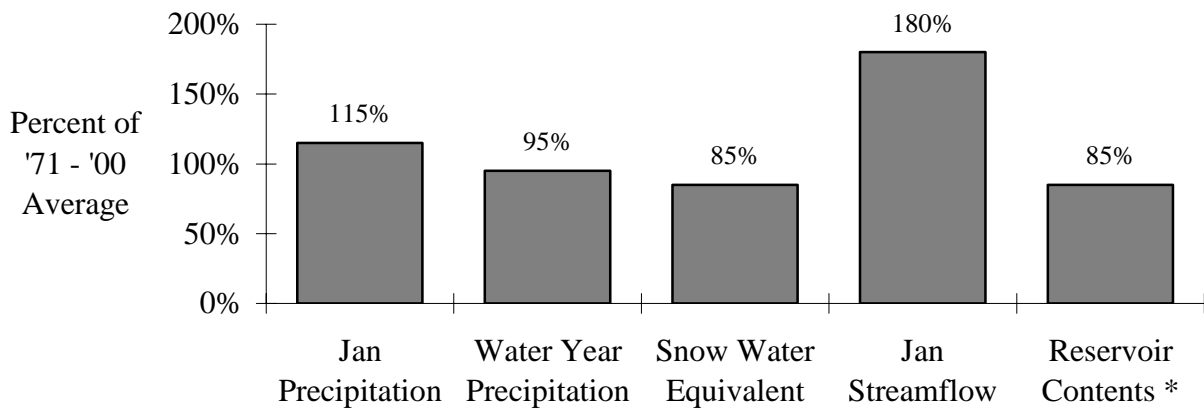 200%
150%
100%
50%
0%
Percent of
'71 - '00
Average
115%
95%
85%
180%
85%
Jan
Precipitation
Water Year
Precipitation
Snow Water
Equivalent
Jan
Streamflow
Reservoir
Contents *